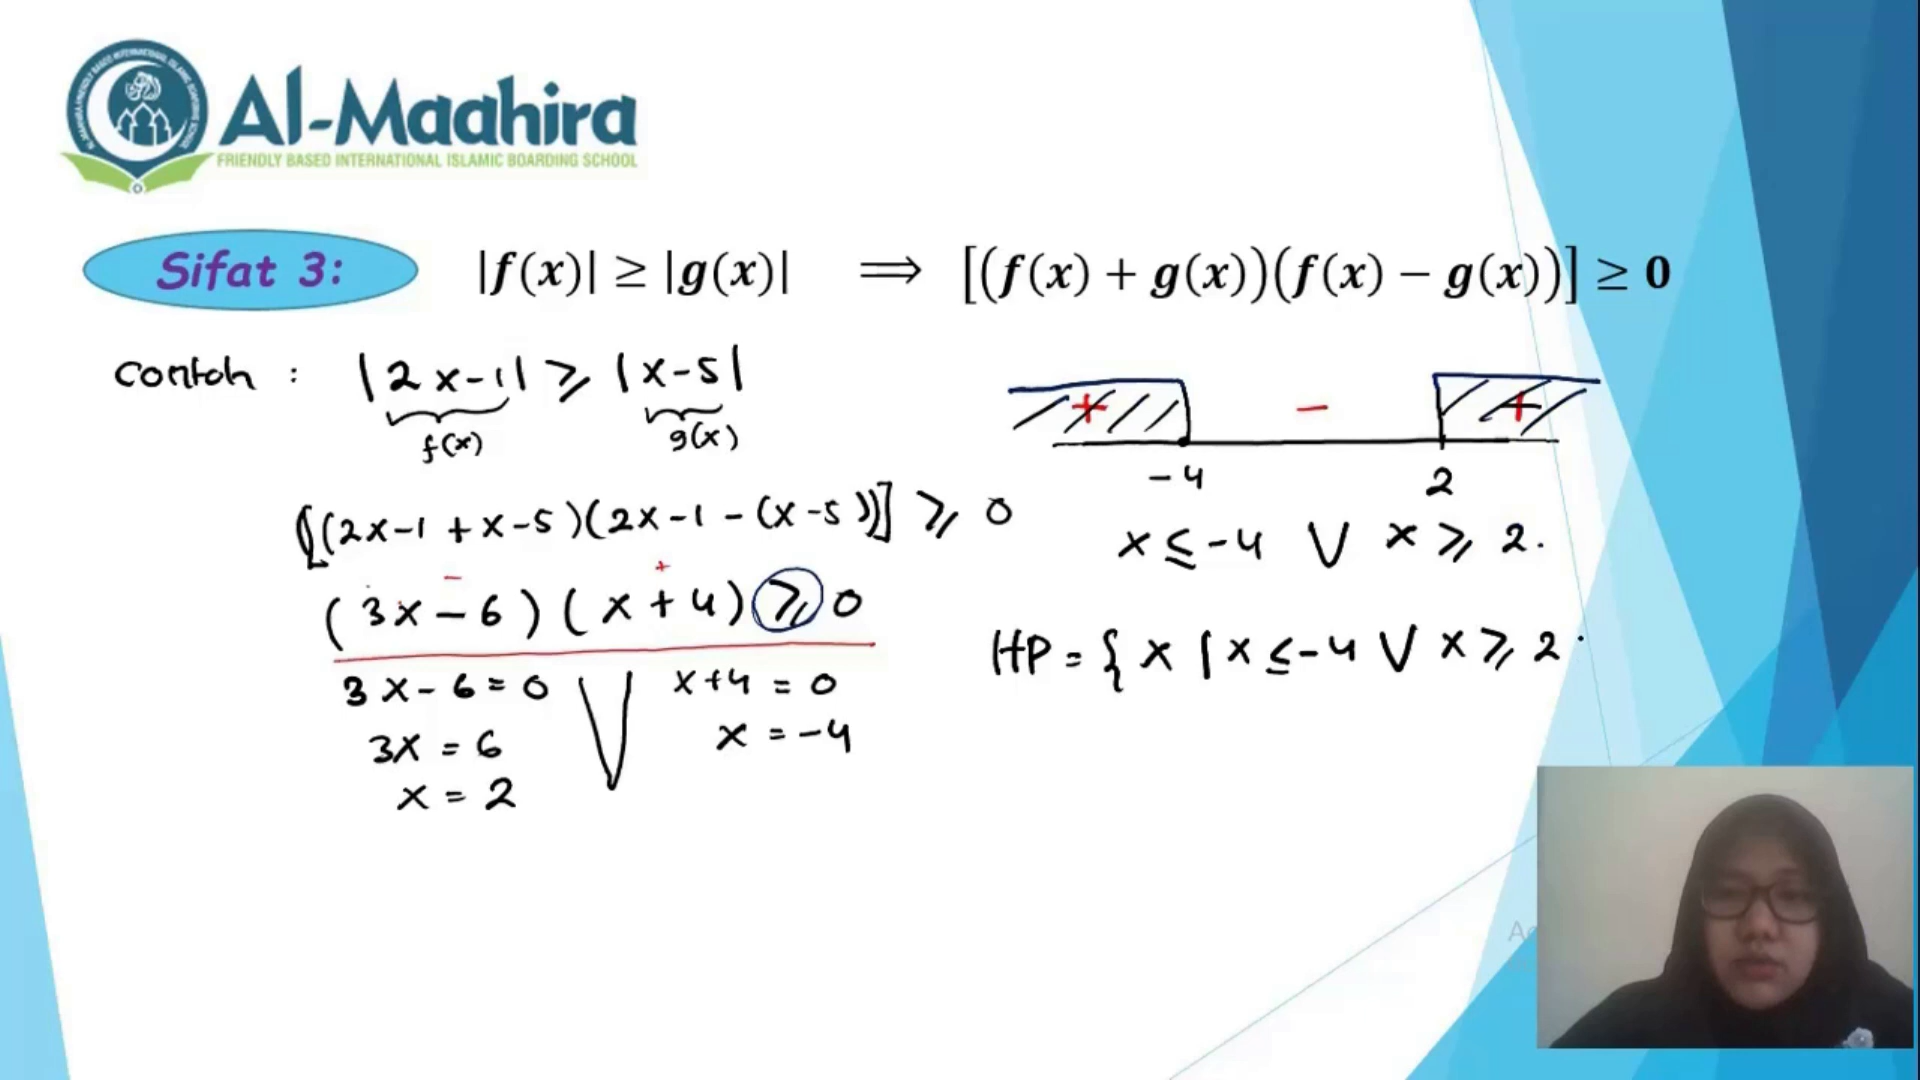 Al-Maahira
FRIENDLY BASED INTERNATIONAL ISLAMIC BOARDING SCHOOL
Sifat 3: |f(x)| ≥ |g(x)| ⟹ [(f(x) + g(x))(f(x) − g(x))] ≥ 0
Contoh : |2x-1| ≥ |x-5|
f(x) g(x)
[(2x-1 + x-5)(2x-1 - (x-5))] ≥ 0
- +
(3x - 6)(x + 4) ≥ 0
3x - 6 = 0 V x+4 = 0
3x = 6 x = -4
x = 2
+ - +
-4 2
x ≤ -4 V x ≥ 2.
HP = { x | x ≤ -4 V x ≥ 2